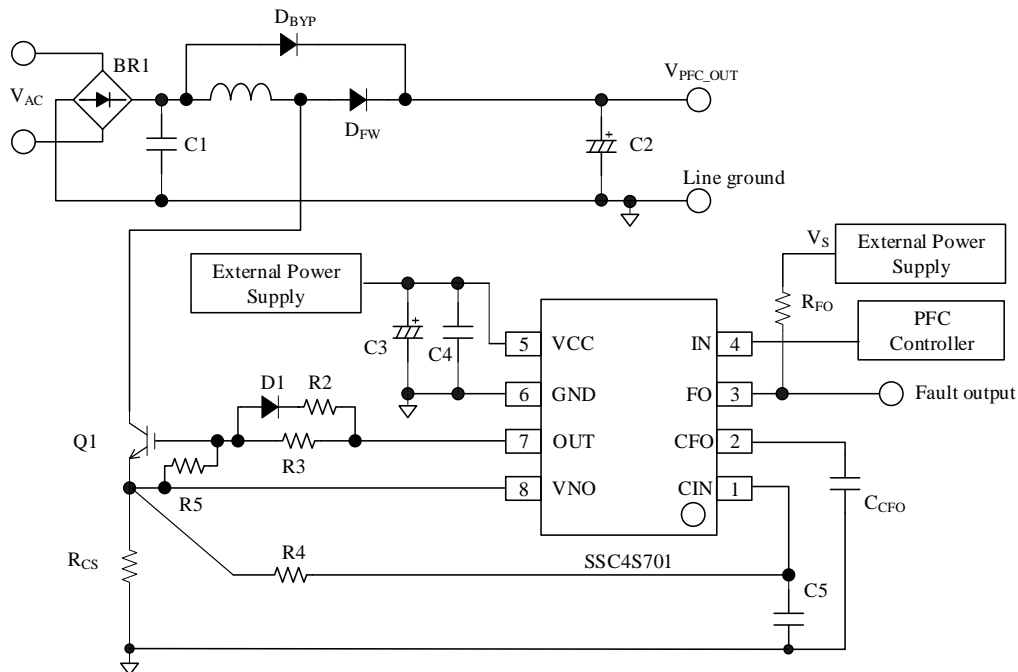 D_BYP
BR1
V_AC
V_PFC_OUT
C1
D_FW
C2
Line ground
V_S
External Power
Supply
External Power
Supply
R_FO
PFC
Controller
C3
C4
5 VCC
IN 4
6 GND
FO 3
Fault output
D1
R2
Q1
R3
7 OUT
CFO 2
R5
8 VNO
CIN 1
C_CFO
R_CS
R4
SSC4S701
C5